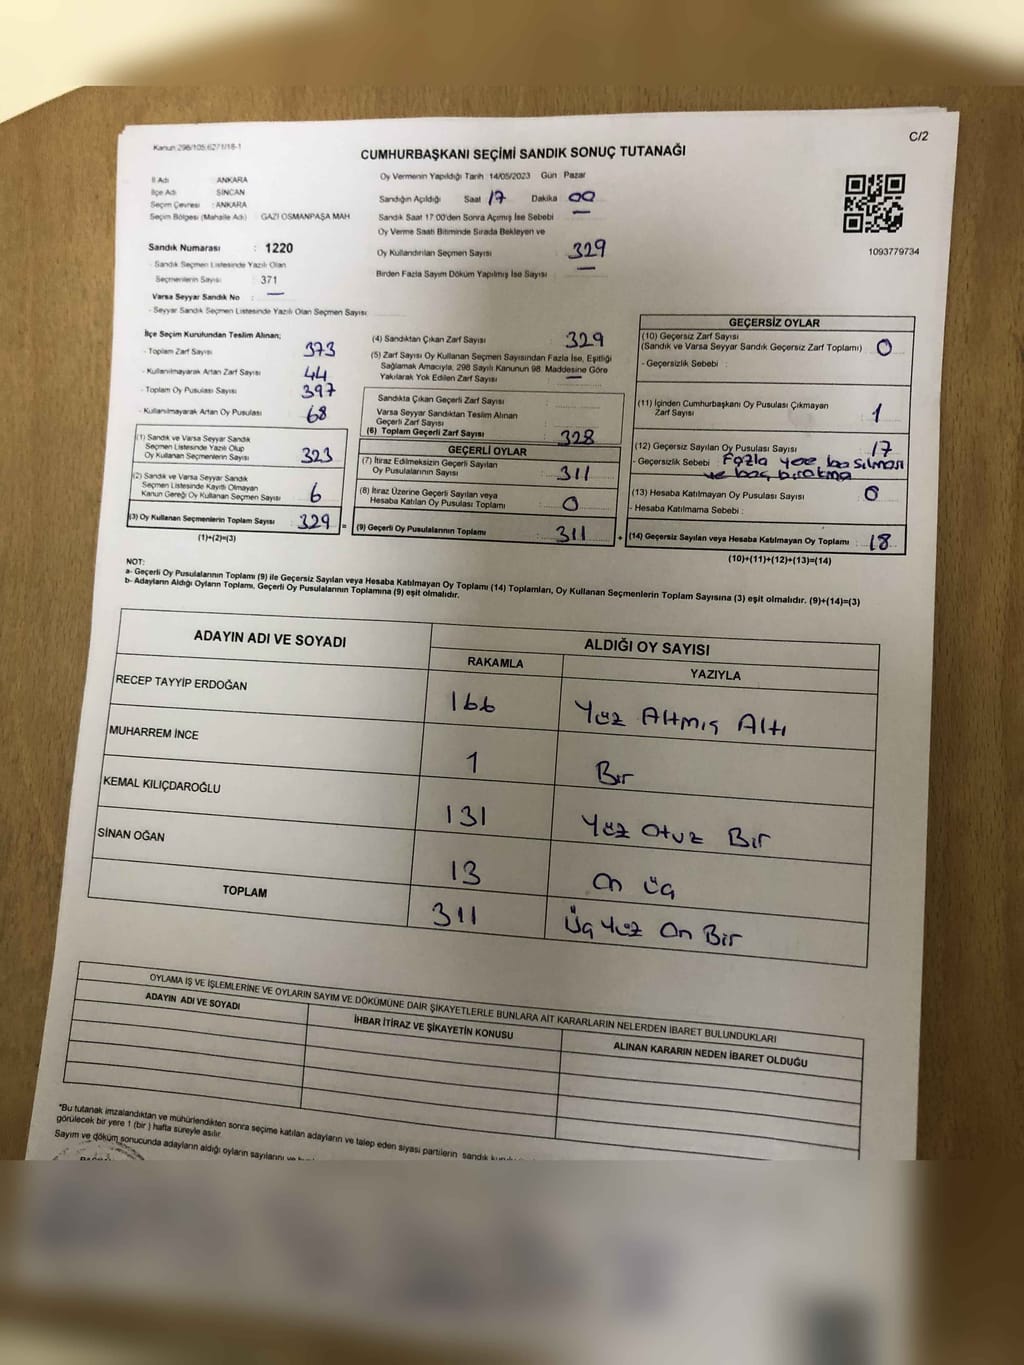 Kanun:298/105,6271/18-1
C/2
CUMHURBAŞKANI SEÇİMİ SANDIK SONUÇ TUTANAĞI
İl Adı ANKARA
İlçe Adı SİNCAN
Seçim Çevresi : ANKARA
Seçim Bölgesi (Mahalle Adı) GAZİ OSMANPAŞA MAH
Sandık Numarası : 1220
- Sandık Seçmen Listesinde Yazılı Olan
Seçmenlerin Sayısı : 371
Varsa Seyyar Sandık No : —
- Seyyar Sandık Seçmen Listesinde Yazılı Olan Seçmen Sayısı:
Oy Vermenin Yapıldığı Tarih 14/05/2023 Gün Pazar
Sandığın Açıldığı Saat 17 Dakika 00
Sandık Saat 17:00'den Sonra Açmış İse Sebebi —
Oy Verme Saati Bitiminde Sırada Bekleyen ve
Oy Kullandırılan Seçmen Sayısı : 329
Birden Fazla Sayım Döküm Yapılmış İse Sayısı —
1093779734
İlçe Seçim Kurulundan Teslim Alınan;
- Toplam Zarf Sayısı : 373
- Kullanılmayarak Artan Zarf Sayısı : 44
- Toplam Oy Pusulası Sayısı : 397
- Kullanılmayarak Artan Oy Pusulası : 68
(1) Sandık ve Varsa Seyyar Sandık
Seçmen Listesinde Yazılı Olup
Oy Kullananların Sayısı : 323
(2) Sandık ve Varsa Seyyar Sandık
Seçmen Listesinde Kayıtlı Olmayan
Kanun Gereği Oy Kullanan Seçmen Sayısı : 6
(3) Oy Kullanan Seçmenlerin Toplam Sayısı : 329 =
(1)+(2)=(3)
(4) Sandıktan Çıkan Zarf Sayısı : 329
(5) Zarf Sayısı Oy Kullanan Seçmen Sayısından Fazla İse, Eşitliği
Sağlamak Amacıyla, 298 Sayılı Kanunun 98. Maddesine Göre
Yakılarak Yok Edilen Zarf Sayısı : —
Sandıkta Çıkan Geçerli Zarf Sayısı :
Varsa Seyyar Sandıktan Teslim Alınan
Geçerli Zarf Sayısı :
(6) Toplam Geçerli Zarf Sayısı : 328
GEÇERLİ OYLAR
(7) İtiraz Edilmeksizin Geçerli Sayılan
Oy Pusulalarının Sayısı : 311
(8) İtiraz Üzerine Geçerli Sayılan veya
Hesaba Katılan Oy Pusulaları Toplamı : 0
(9) Geçerli Oy Pusulalarının Toplamı : 311 +
GEÇERSİZ OYLAR
(10) Geçersiz Zarf Sayısı
(Sandık ve Varsa Seyyar Sandık Geçersiz Zarf Toplamı) : 0
- Geçersizlik Sebebi :
(11) İçinden Cumhurbaşkanı Oy Pusulası Çıkmayan
Zarf Sayısı : 1
(12) Geçersiz Sayılan Oy Pusulası Sayısı : 17
- Geçersizlik Sebebi : Fazla yere basılması
ve boş bırakma
(13) Hesaba Katılmayan Oy Pusulası Sayısı : 0
- Hesaba Katılmama Sebebi :
(14) Geçersiz Sayılan veya Hesaba Katılmayan Oy Toplamı : 18
(10)+(11)+(12)+(13)=(14)
NOT:
a- Geçerli Oy Pusulalarının Toplamı (9) ile Geçersiz Sayılan veya Hesaba Katılmayan Oy Toplamı (14) Toplamları, Oy Kullanan Seçmenlerin Toplam Sayısına (3) eşit olmalıdır. (9)+(14)=(3)
b- Adayların Aldığı Oyların Toplamı, Geçerli Oy Pusulalarının Toplamına (9) eşit olmalıdır.
ADAYIN ADI VE SOYADI ALDIĞI OY SAYISI
RAKAMLA YAZIYLA
RECEP TAYYİP ERDOĞAN 166 Yüz Altmış Altı
MUHARREM İNCE 1 Bir
KEMAL KILIÇDAROĞLU 131 Yüz Otuz Bir
SİNAN OĞAN 13 On üç
TOPLAM 311 Üç Yüz On Bir
OYLAMA İŞ VE İŞLEMLERİNE VE OYLARIN SAYIM VE DÖKÜMÜNE DAİR ŞİKAYETLERLE BUNLARA AİT KARARLARIN NELERDEN İBARET BULUNDUKLARI
ADAYIN ADI VE SOYADI İHBAR İTİRAZ VE ŞİKAYETİN KONUSU ALINAN KARARIN NEDEN İBARET OLDUĞU
*Bu tutanak imzalandıktan ve mühürlendikten sonra seçime katılan adayların ve talep eden siyasi partilerin sandık
görülecek bir yere 1 (bir ) hafta süreyle asılır.
Sayım ve döküm sonucunda adayların aldığı oyların sayılarını ve